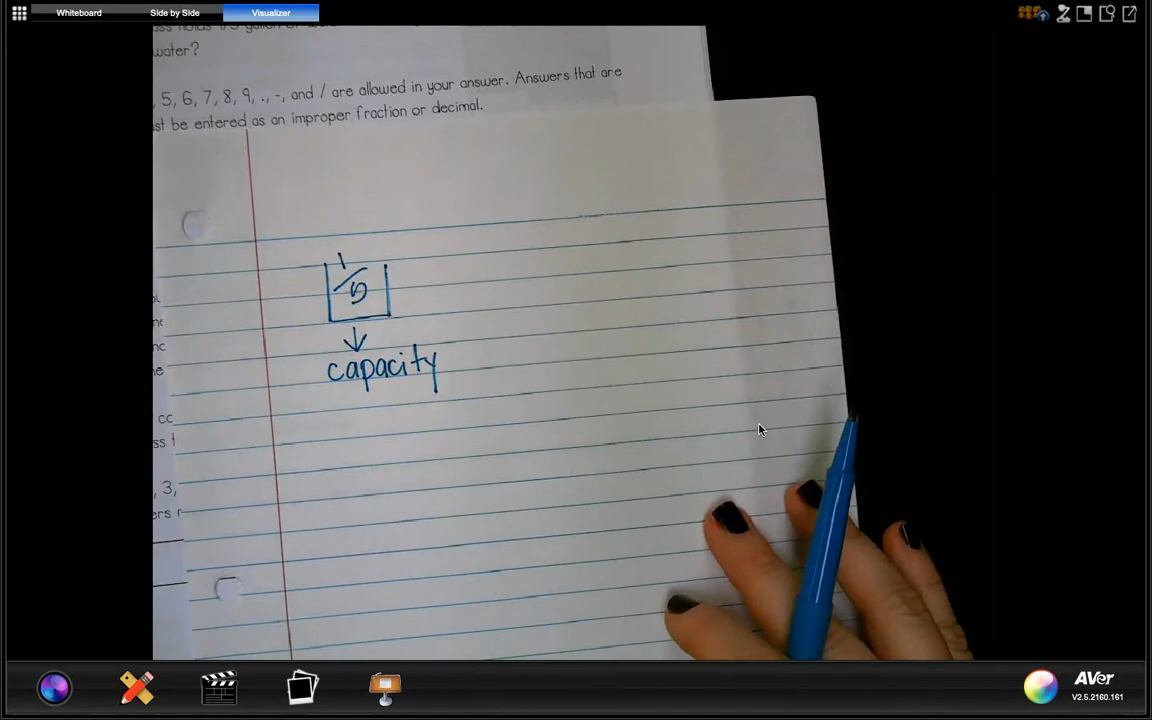 Whiteboard
Side by Side
Visualizer
water?
, 5, 6, 7, 8, 9, ., -, and / are allowed in your answer. Answers that are
be entered as an improper fraction or decimal.
1/5
capacity
, 3,
AVer
V2.5.2160.161